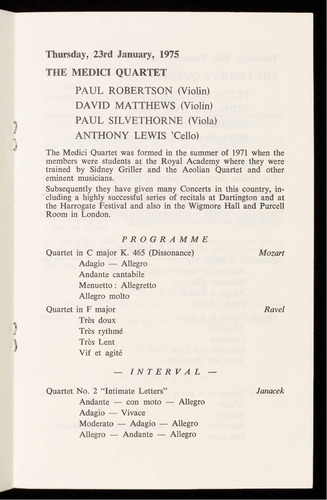 Thursday, 23rd January, 1975
THE MEDICI QUARTET
PAUL ROBERTSON (Violin)
DAVID MATTHEWS (Violin)
PAUL SILVETHORNE (Viola)
ANTHONY LEWIS 'Cello)
The Medici Quartet was formed in the summer of 1971 when the
members were students at the Royal Academy where they were
trained by Sidney Griller and the Aeolian Quartet and other
eminent musicians.
Subsequently they have given many Concerts in this country, in-
cluding a highly successful series of recitals at Dartington and at
the Harrogate Festival and also in the Wigmore Hall and Purcell
Room in London.
PROGRAMME
Quartet in C major K. 465 (Dissonance) Mozart
Adagio — Allegro
Andante cantabile
Menuetto: Allegretto
Allegro molto
Quartet in F major Ravel
Très doux
Très rythmé
Très Lent
Vif et agité
— INTERVAL —
Quartet No. 2 "Intimate Letters" Janacek
Andante — con moto — Allegro
Adagio — Vivace
Moderato — Adagio — Allegro
Allegro — Andante — Allegro